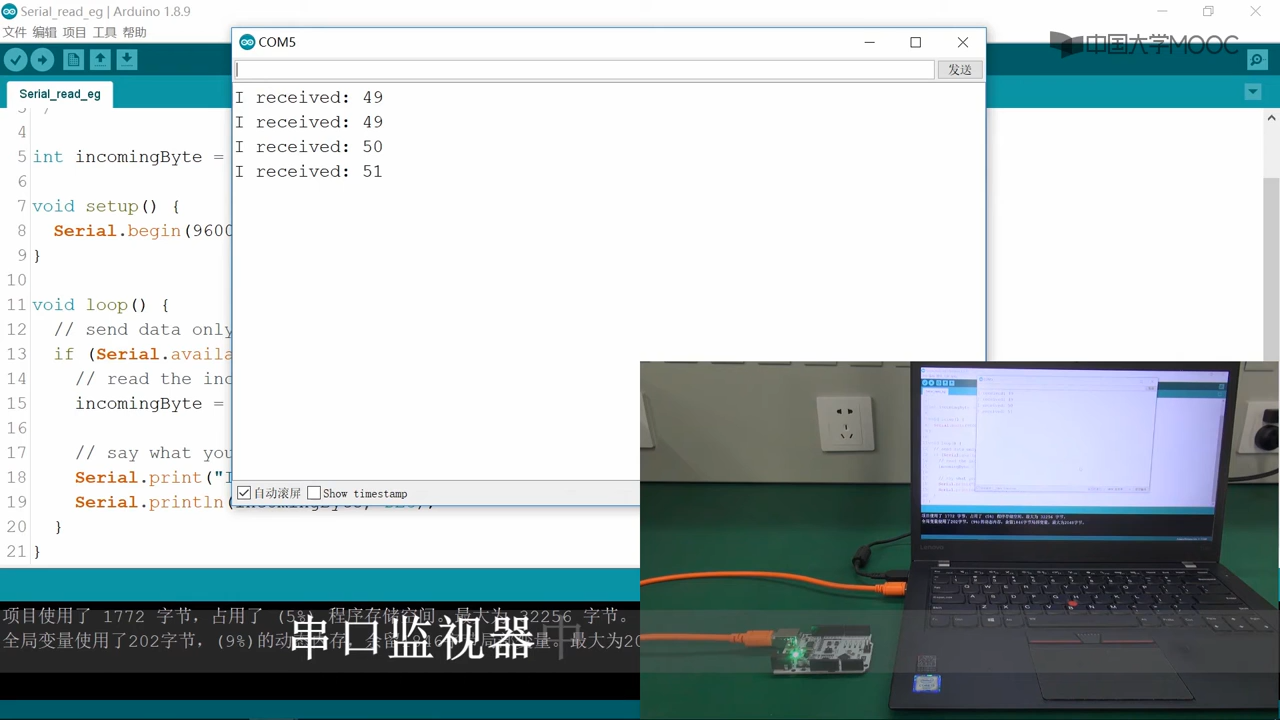 Serial_read_eg | Arduino 1.8.9
文件 编辑 项目 工具 帮助
中国大学MOOC
Serial_read_eg
COM5
发送
I received: 49
I received: 49
I received: 50
I received: 51
自动滚屏 Show timestamp
4
5 int incomingByte =
6
7 void setup() {
8 Serial.begin(9600
9 }
10
11 void loop() {
12 // send data only
13 if (Serial.availa
14 // read the inc
15 incomingByte =
16
17 // say what you
18 Serial.print("I
19 Serial.println(
20 }
21 }
项目使用了 1772 字节，占用了 (5%) 程序存储空间。最大为 32256 字节。
全局变量使用了202字节，(9%)的动
串口监视器中